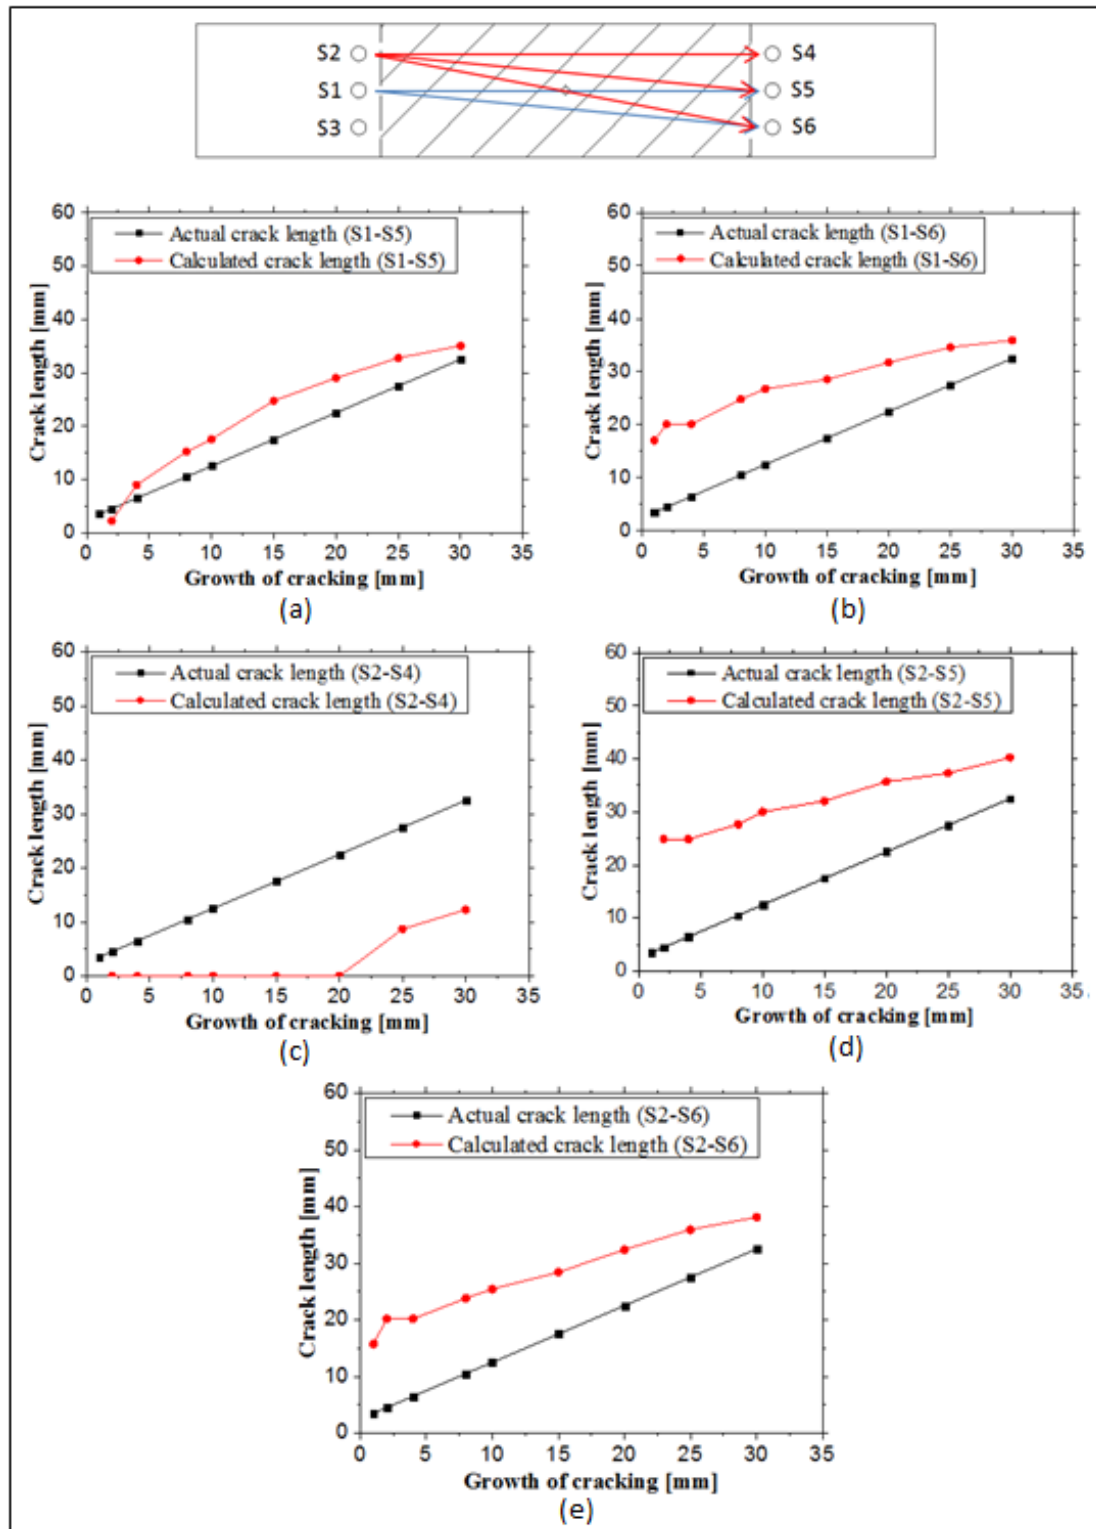 S2 S4
S1 S5
S3 S6
60
Actual crack length (S1-S5)
Calculated crack length (S1-S5)
50
40
30
20
10
0
Crack length [mm]
0 5 10 15 20 25 30 35
Growth of cracking [mm]
(a)
60
Actual crack length (S1-S6)
Calculated crack length (S1-S6)
50
40
30
20
10
0
Crack length [mm]
0 5 10 15 20 25 30 35
Growth of cracking [mm]
(b)
60
Actual crack length (S2-S4)
Calculated crack length (S2-S4)
50
40
30
20
10
0
Crack length [mm]
0 5 10 15 20 25 30 35
Growth of cracking [mm]
(c)
60
Actual crack length (S2-S5)
Calculated crack length (S2-S5)
50
40
30
20
10
0
Crack length [mm]
0 5 10 15 20 25 30 35
Growth of cracking [mm]
(d)
60
Actual crack length (S2-S6)
Calculated crack length (S2-S6)
50
40
30
20
10
0
Crack length [mm]
0 5 10 15 20 25 30 35
Growth of cracking [mm]
(e)